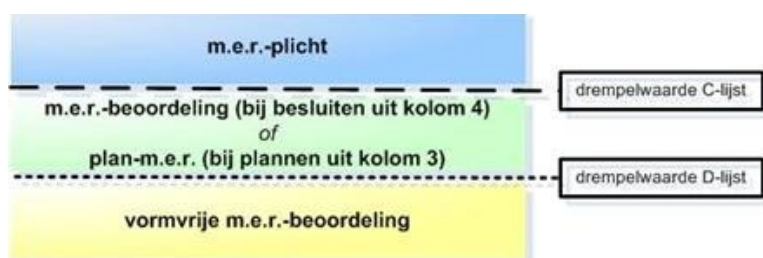 m.e.r.-plicht
drempelwaarde C-lijst
m.e.r.-beoordeling (bij besluiten uit kolom 4)
of
plan-m.e.r. (bij plannen uit kolom 3)
drempelwaarde D-lijst
vormvrije m.e.r.-beoordeling